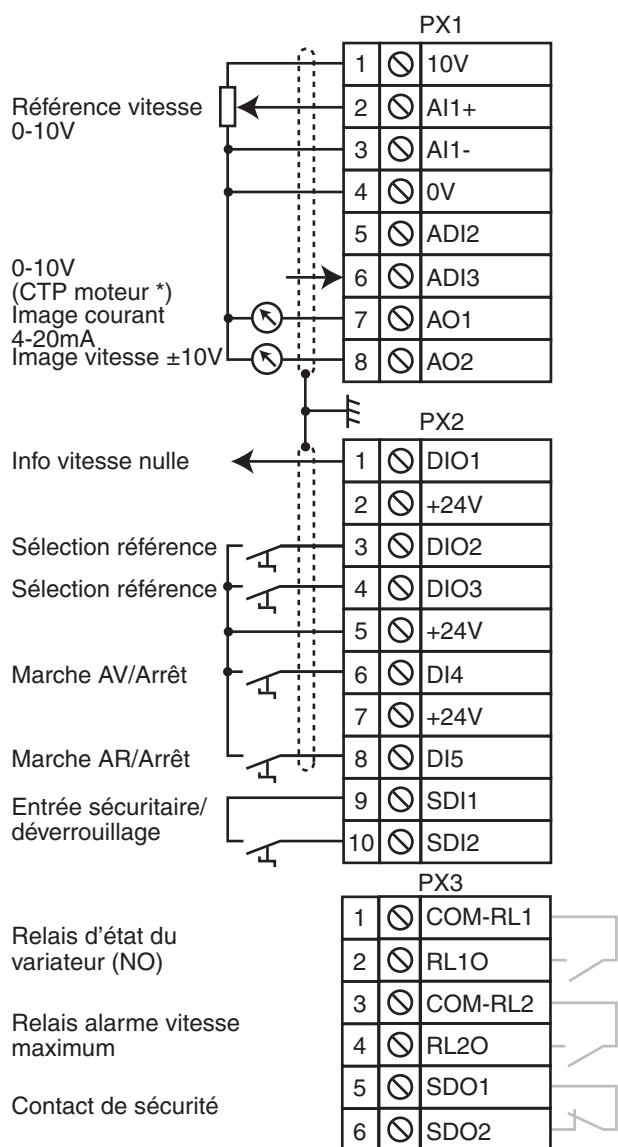 PX1
1 10V
Référence vitesse
0-10V
2 AI1+
3 AI1-
4 0V
5 ADI2
0-10V
(CTP moteur *)
6 ADI3
Image courant
4-20mA
7 AO1
Image vitesse ±10V
8 AO2
PX2
Info vitesse nulle
1 DIO1
2 +24V
Sélection référence
3 DIO2
Sélection référence
4 DIO3
5 +24V
Marche AV/Arrêt
6 DI4
7 +24V
Marche AR/Arrêt
8 DI5
Entrée sécuritaire/
déverrouillage
9 SDI1
10 SDI2
PX3
1 COM-RL1
Relais d’état du
variateur (NO)
2 RL1O
3 COM-RL2
Relais alarme vitesse
maximum
4 RL2O
5 SDO1
Contact de sécurité
6 SDO2